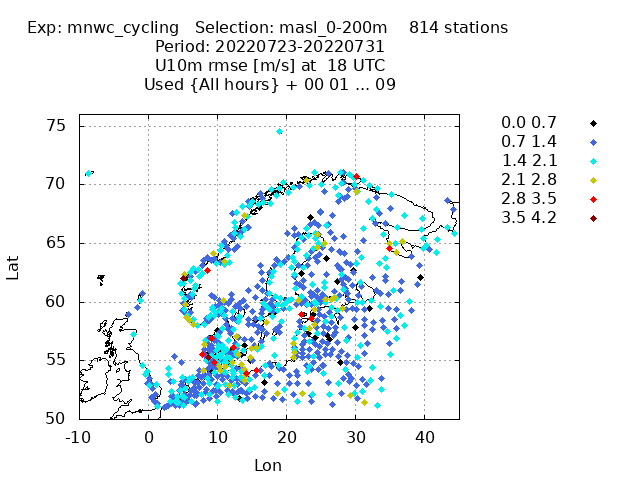 Exp: mnwc_cycling   Selection: masl_0-200m    814 stations
Period: 20220723-20220731
U10m rmse [m/s] at  18 UTC
Used {All hours} + 00 01 ... 09
0.0 0.7
0.7 1.4
1.4 2.1
2.1 2.8
2.8 3.5
3.5 4.2
75
70
65
60
55
50
Lat
-10 0 10 20 30 40
Lon